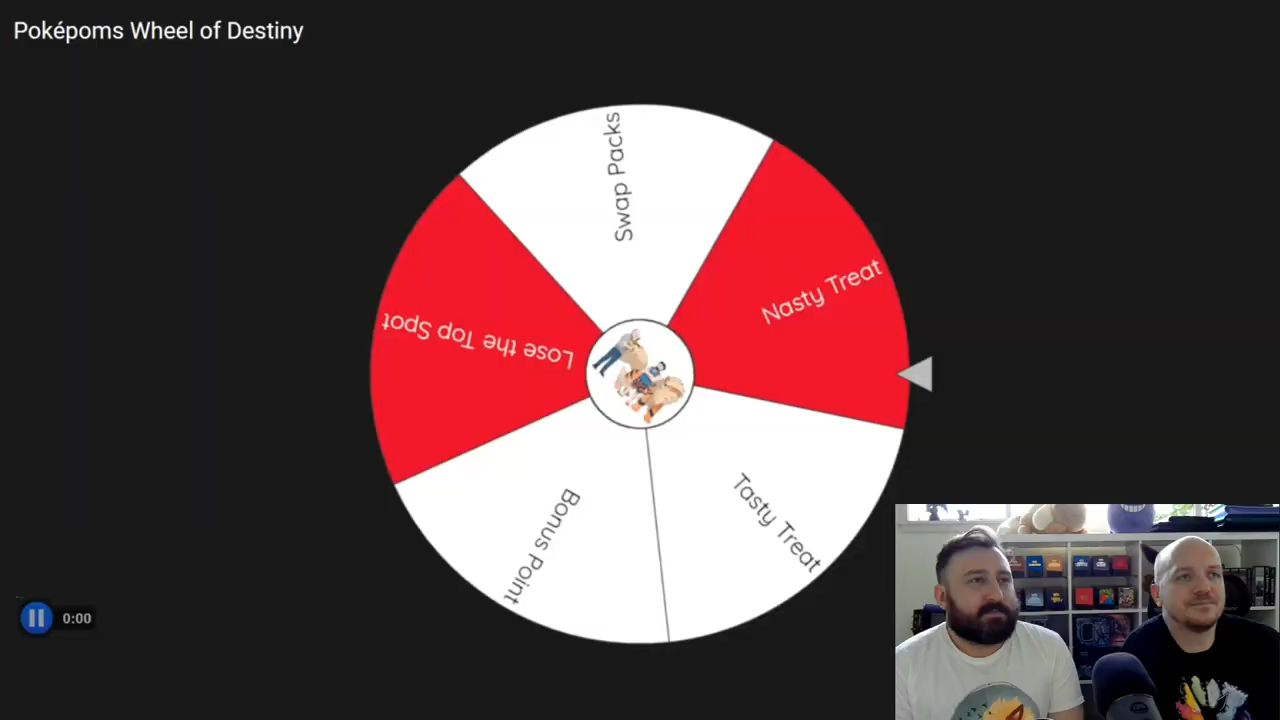 Poképoms Wheel of Destiny
Swap Packs
Nasty Treat
Lose the Top Spot
Tasty Treat
Bonus Point
0:00